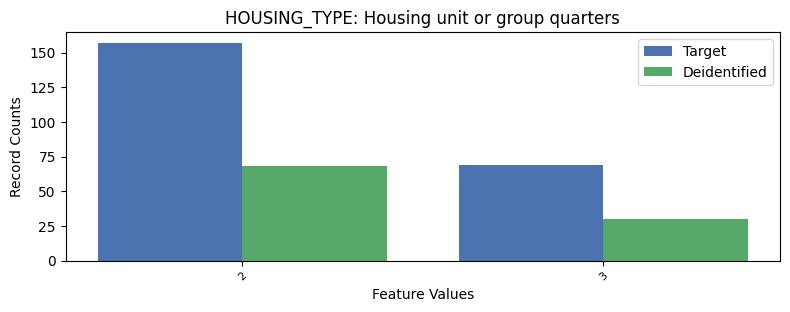 HOUSING_TYPE: Housing unit or group quarters
Target
Deidentified
Record Counts
150
125
100
75
50
25
0
2
3
Feature Values